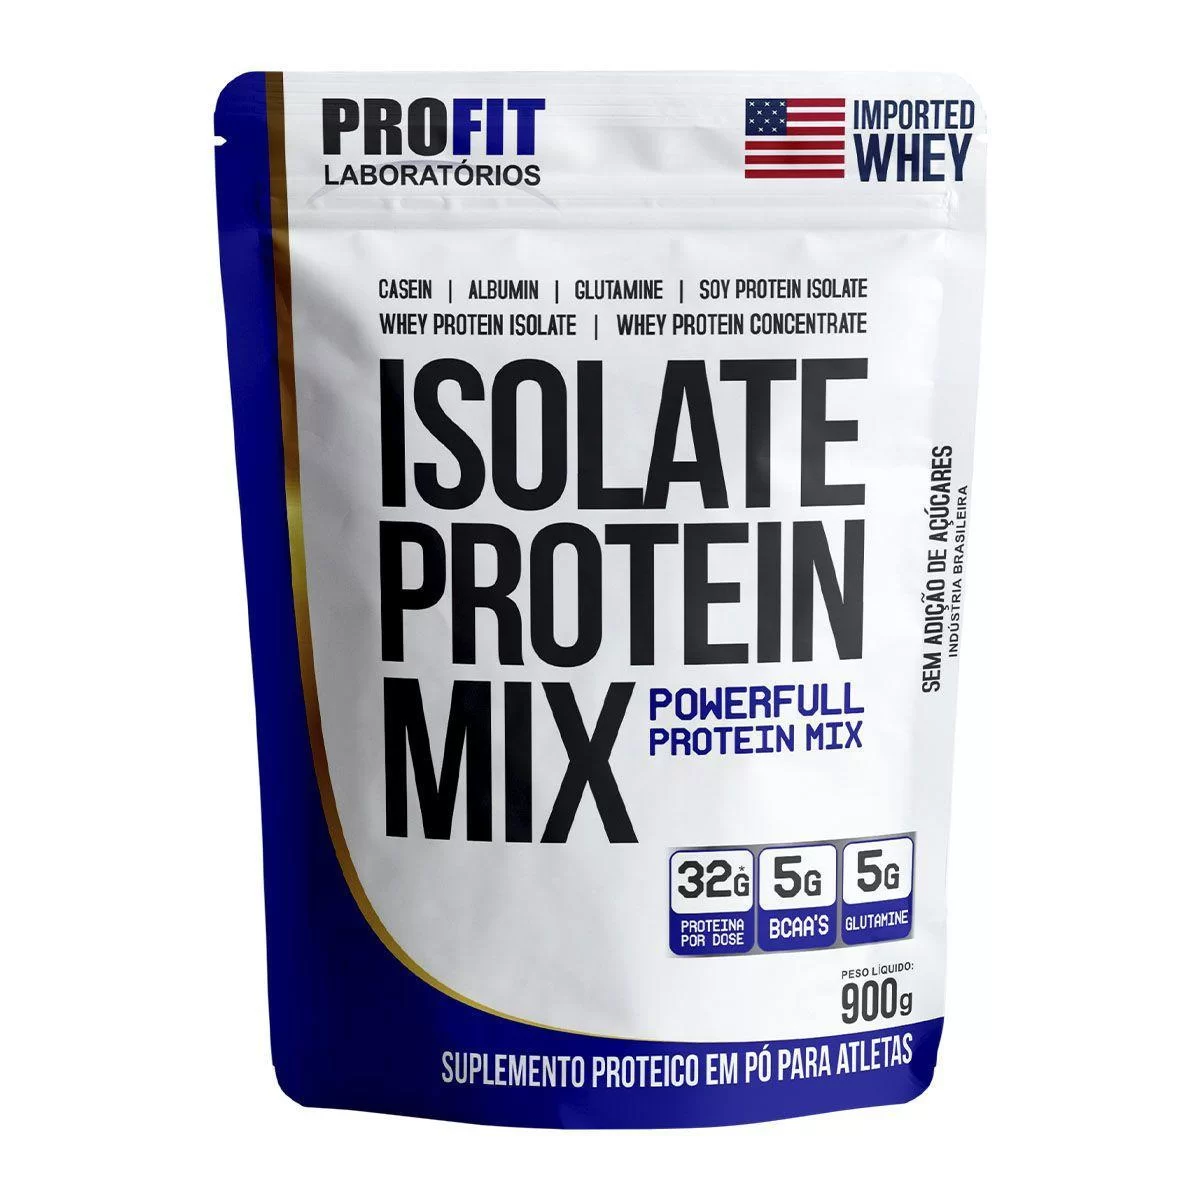 PROFIT
LABORATÓRIOS
IMPORTED
WHEY
CASEIN | ALBUMIN | GLUTAMINE | SOY PROTEIN ISOLATE
WHEY PROTEIN ISOLATE | WHEY PROTEIN CONCENTRATE
ISOLATE
PROTEIN
MIX
POWERFULL
PROTEIN MIX
SEM ADIÇÃO DE AÇÚCARES
INDÚSTRIA BRASILEIRA
32G*
PROTEINA
POR DOSE
5G
BCAA'S
5G
GLUTAMINE
PESO LÍQUIDO:
900g
SUPLEMENTO PROTEICO EM PÓ PARA ATLETAS